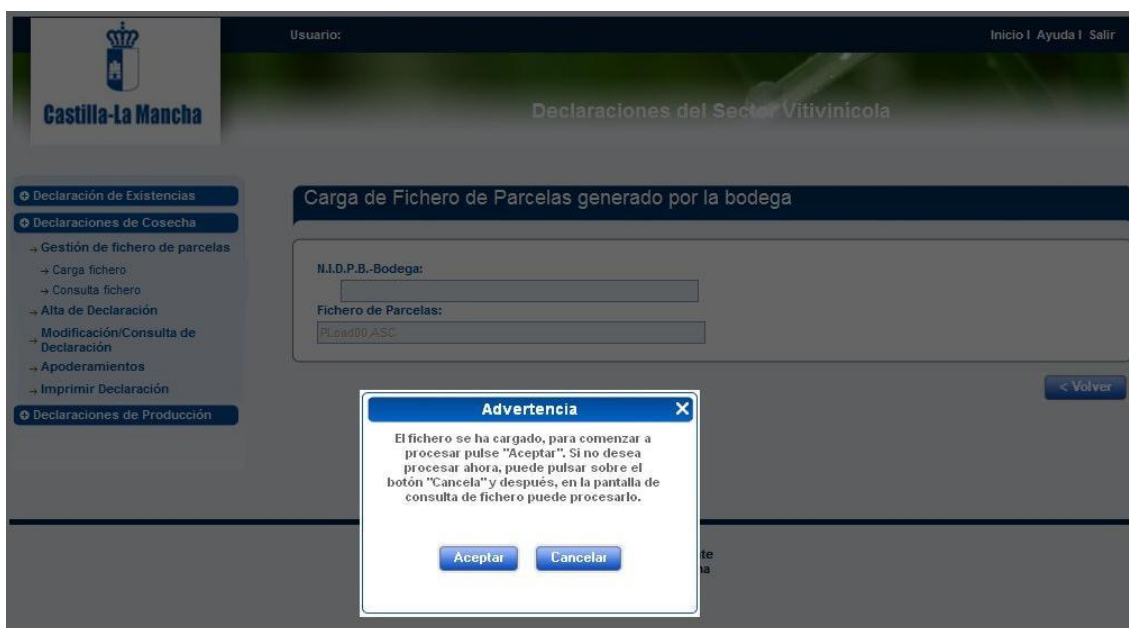 Usuario:
Inicio I Ayuda I Salir
Castilla-La Mancha
Declaraciones del Sector Vitivinícola
Declaración de Existencias
Declaraciones de Cosecha
→ Gestión de fichero de parcelas
→ Carga fichero
→ Consulta fichero
→ Alta de Declaración
→ Modificación/Consulta de
Declaración
→ Apoderamientos
→ Imprimir Declaración
Declaraciones de Producción
Carga de Fichero de Parcelas generado por la bodega
N.I.D.P.B.-Bodega:
Fichero de Parcelas:
PLoad00.ASC
< Volver
Advertencia X
El fichero se ha cargado, para comenzar a
procesar pulse "Aceptar". Si no desea
procesar ahora, puede pulsar sobre el
botón "Cancela" y después, en la pantalla de
consulta de fichero puede procesarlo.
Aceptar Cancelar